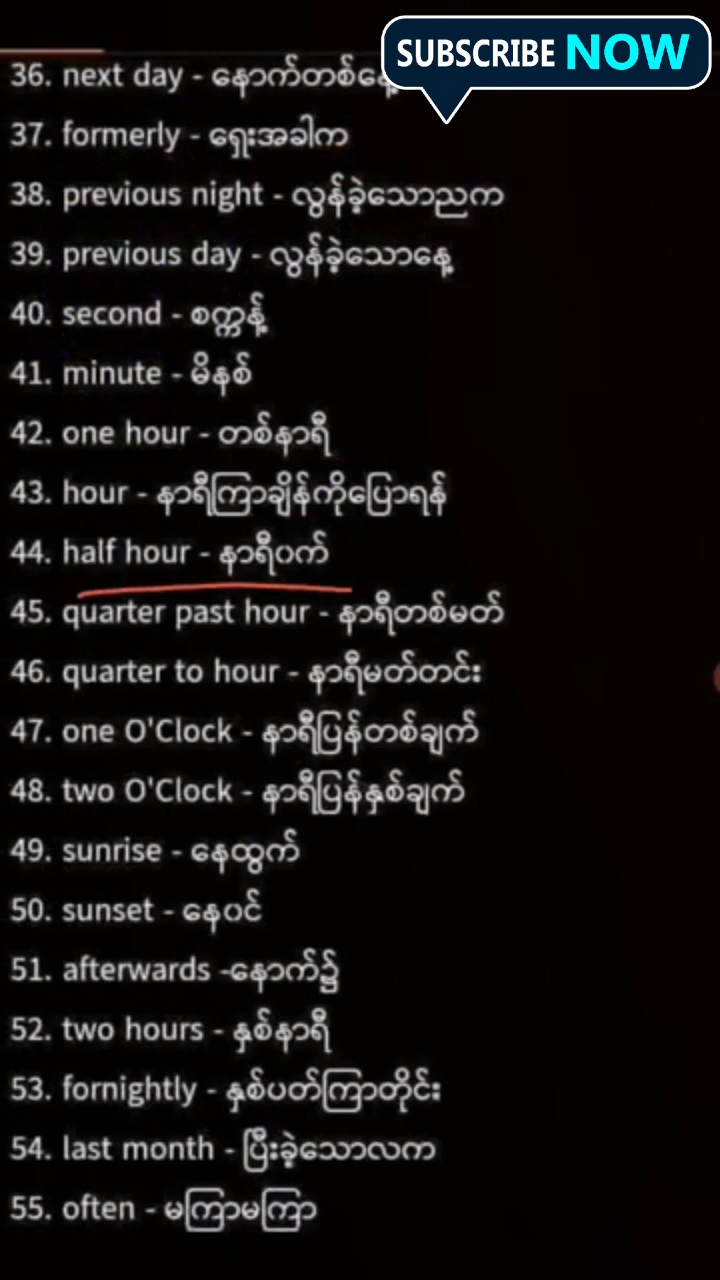 SUBSCRIBE NOW
36. next day - နောက်တစ်နေ့
37. formerly - ရှေးအခါက
38. previous night - လွန်ခဲ့သောညက
39. previous day - လွန်ခဲ့သောနေ့
40. second - စက္ကန့်
41. minute - မိနစ်
42. one hour - တစ်နာရီ
43. hour - နာရီကြာချိန်ကိုပြောရန်
44. half hour - နာရီဝက်
45. quarter past hour - နာရီတစ်မတ်
46. quarter to hour - နာရီမတ်တင်း
47. one O'Clock - နာရီပြန်တစ်ချက်
48. two O'Clock - နာရီပြန်နှစ်ချက်
49. sunrise - နေထွက်
50. sunset - နေဝင်
51. afterwards -နောက်၌
52. two hours - နှစ်နာရီ
53. fornightly - နှစ်ပတ်ကြာတိုင်း
54. last month - ပြီးခဲ့သောလက
55. often - မကြာမကြာ